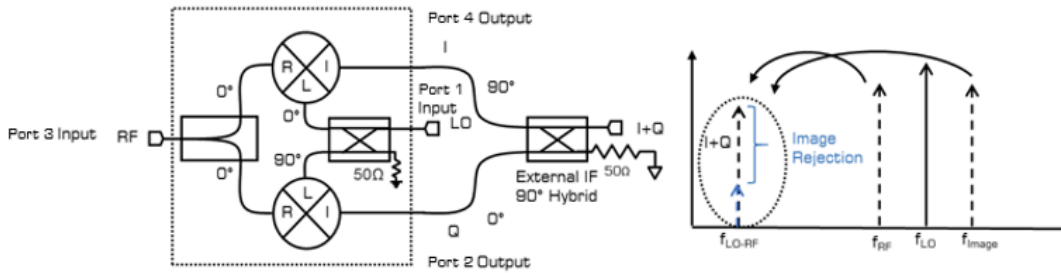 Port 4 Output
I
R
I
L
0°
0°
Port 1
Input
LO
90°
Port 3 Input
RF
I+Q
0°
90°
50Ω
L
R
I
External IF
90° Hybrid
50Ω
Q
0°
Port 2 Output
I+Q
Image
Rejection
fLO-RF
fRF
fLO
fImage